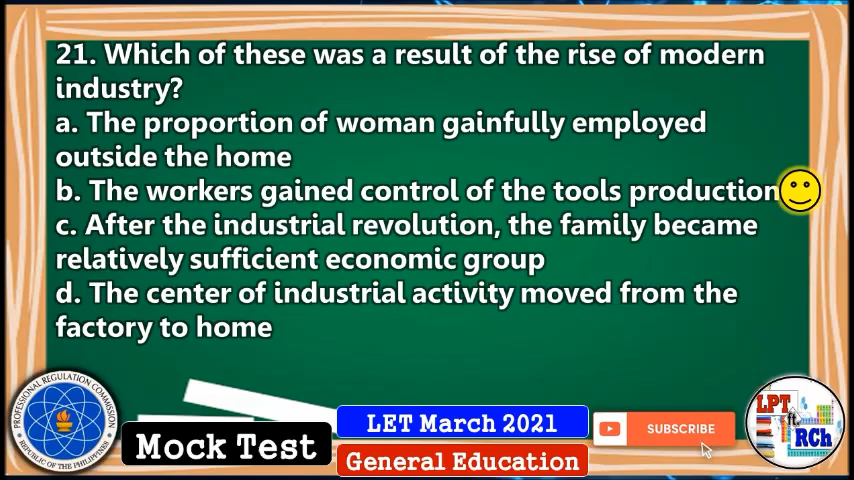 21. Which of these was a result of the rise of modern
industry?
a. The proportion of woman gainfully employed
outside the home
b. The workers gained control of the tools production
c. After the industrial revolution, the family became
relatively sufficient economic group
d. The center of industrial activity moved from the
factory to home
PROFESSIONAL REGULATION COMMISSION
REPUBLIC OF THE PHILIPPINES
Mock Test
LET March 2021
General Education
SUBSCRIBE
LPT
ft.
RCh